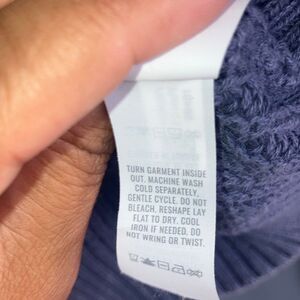 TURN GARMENT INSIDE
OUT. MACHINE WASH
COLD SEPARATELY,
GENTLE CYCLE. DO NOT
BLEACH. RESHAPE LAY
FLAT TO DRY. COOL
IRON IF NEEDED. DO
NOT WRING OR TWIST.